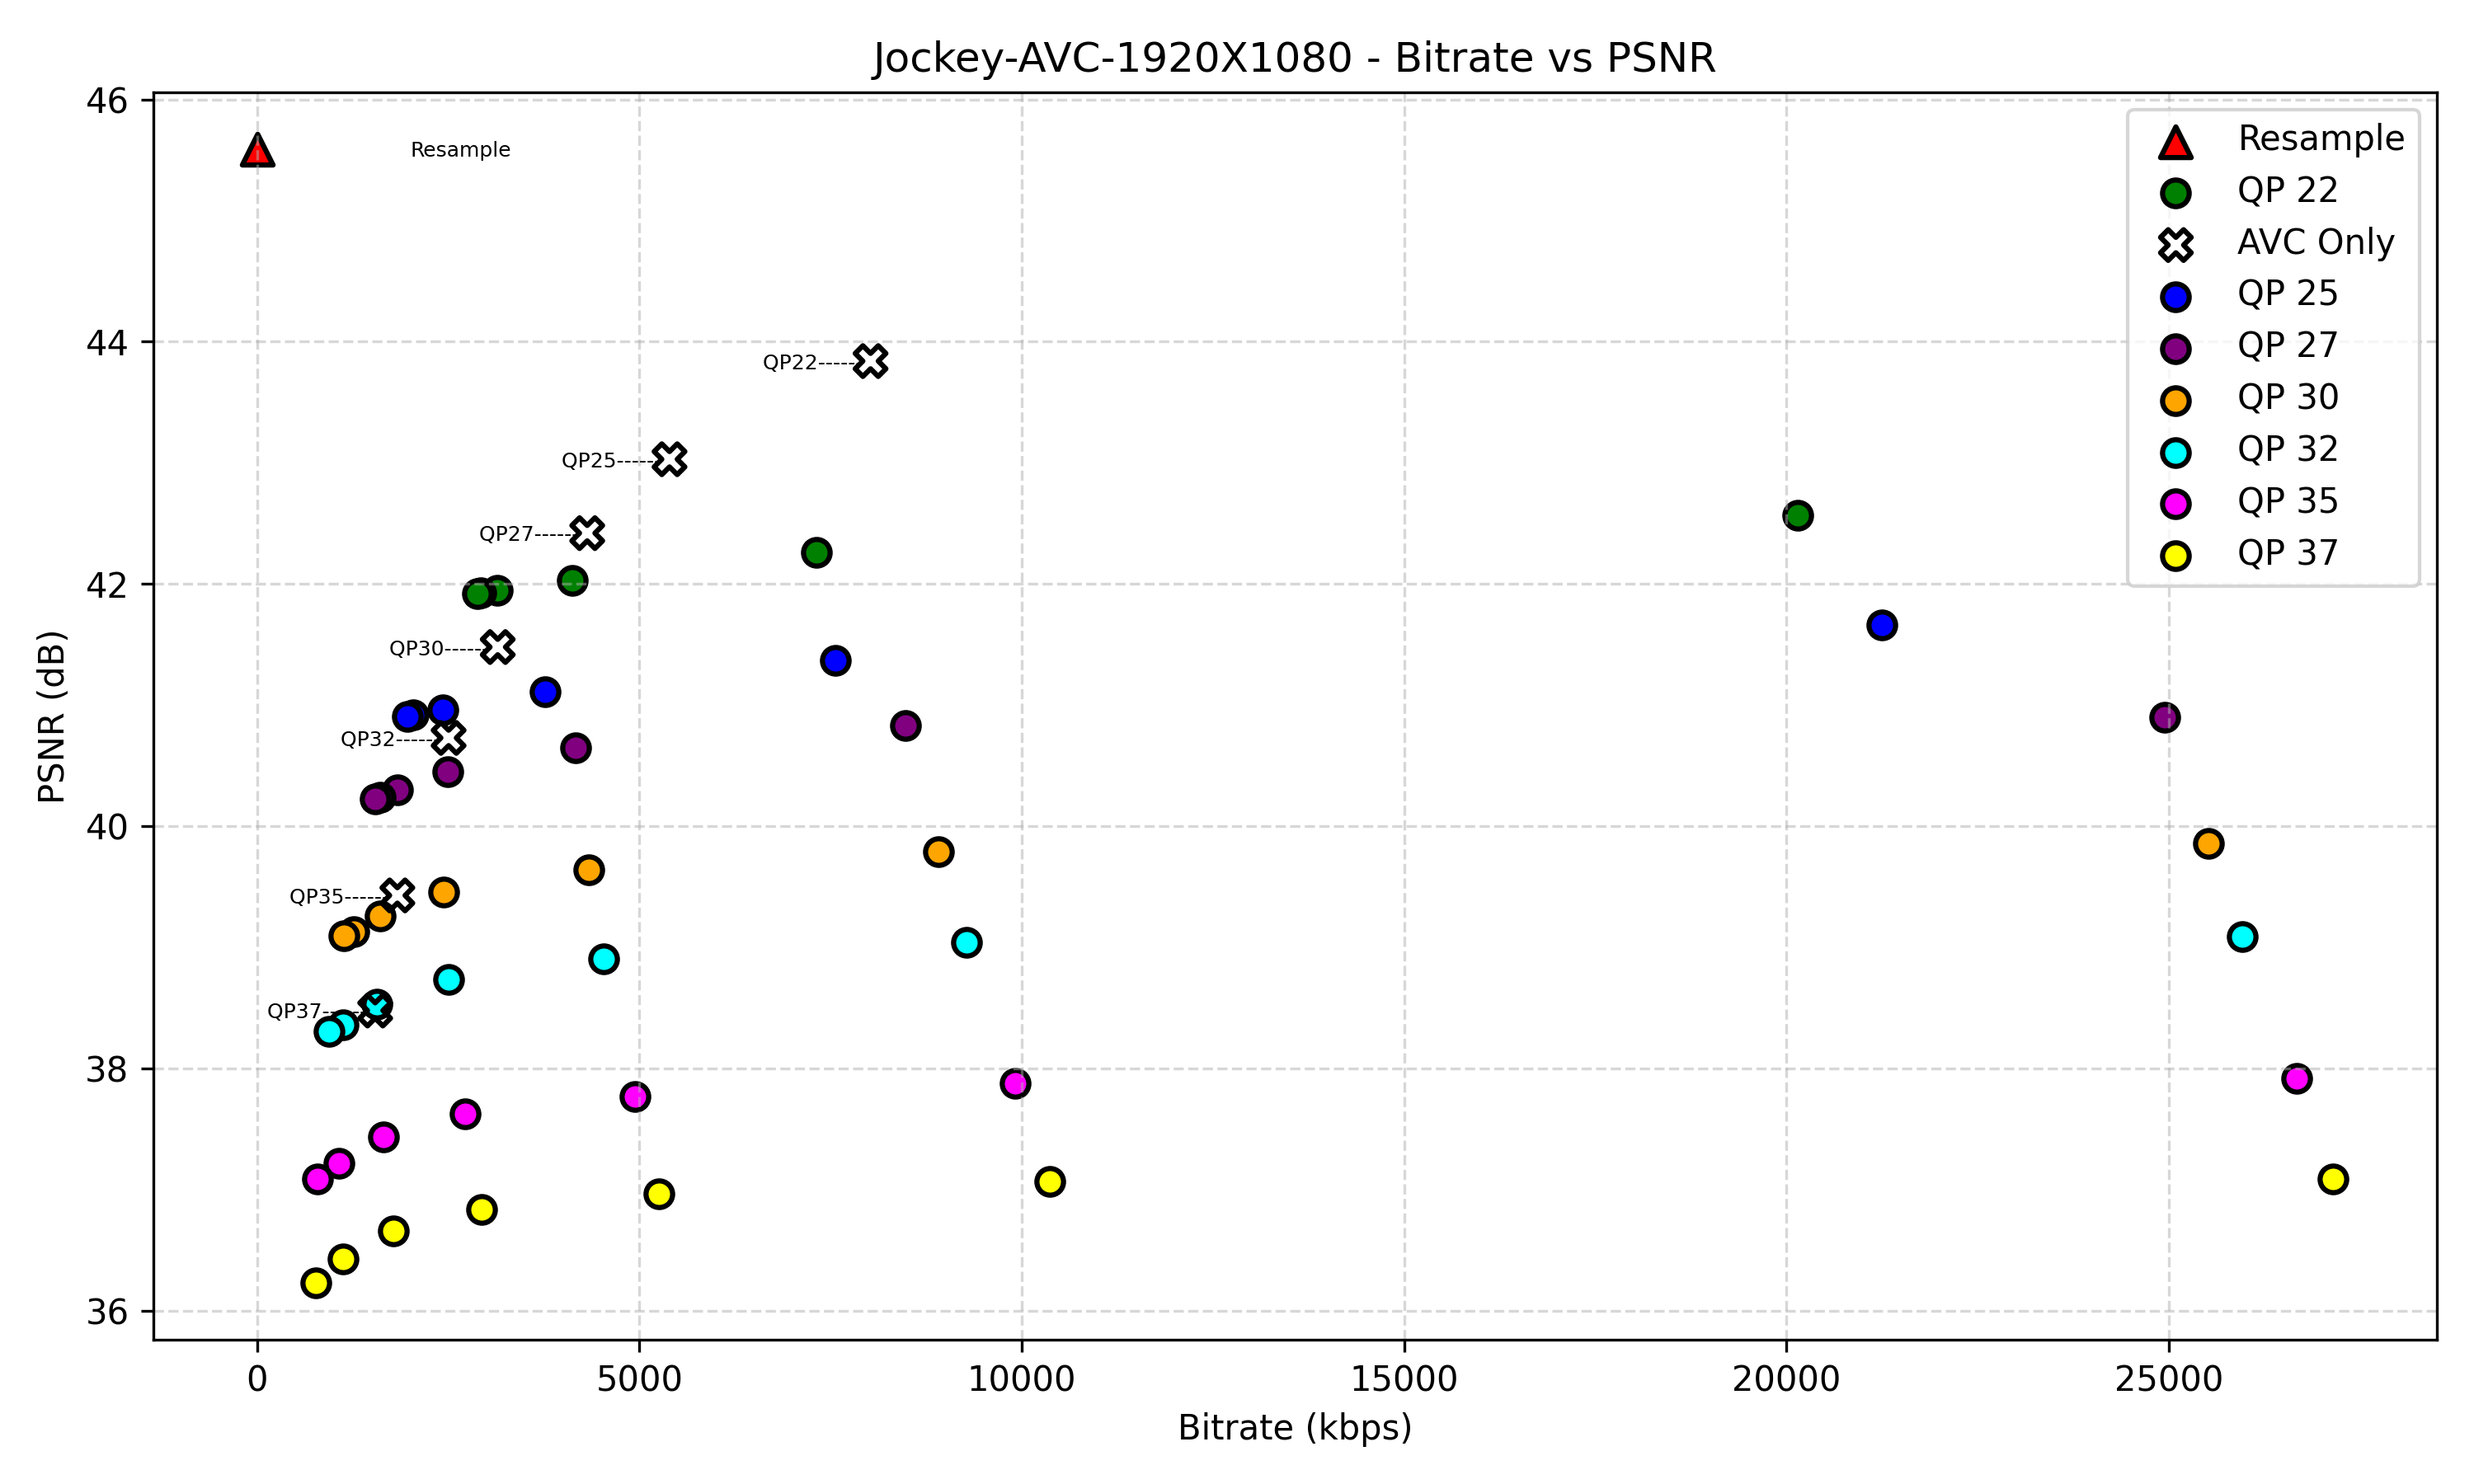 Jockey-AVC-1920X1080 - Bitrate vs PSNR
46
44
42
40
38
36
PSNR (dB)
Resample
QP22
QP25
QP27
QP30
QP32
QP35
QP37
Resample
QP 22
AVC Only
QP 25
QP 27
QP 30
QP 32
QP 35
QP 37
0 5000 10000 15000 20000 25000
Bitrate (kbps)